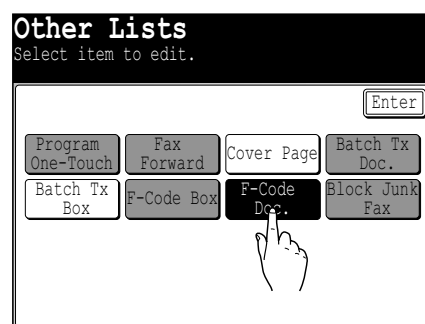 Other Lists
Select item to edit.
Enter
Program One-Touch
Fax Forward
Cover Page
Batch Tx Doc.
Batch Tx Box
F-Code Box
F-Code Doc.
Block Junk Fax